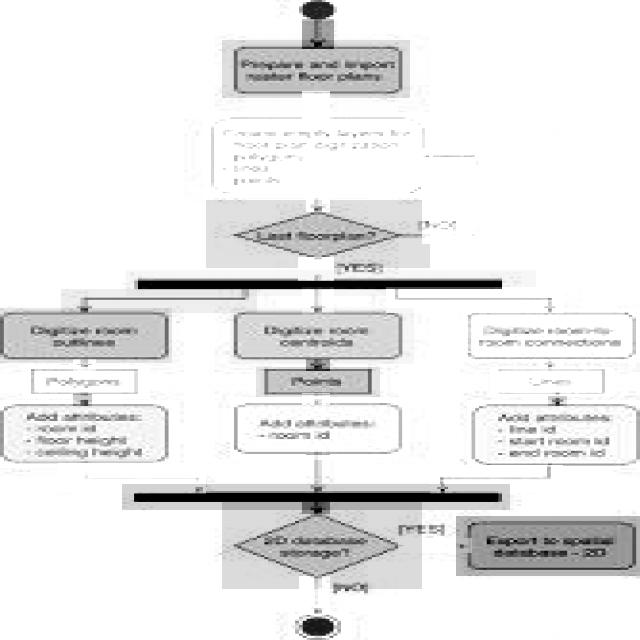 Prepare and import
raster floor plans
Create empty layers for
floor plan digitization
- polygons
- lines
- points
Last floorplan?
[NO]
[YES]
Digitize room
outlines
Digitize room
centroids
Digitize room-to-
room connections
Polygons
Points
Lines
Add attributes:
- room id
- floor height
- ceiling height
Add attributes:
- room id
Add attributes:
- line id
- start room id
- end room id
2D database
storage?
[YES]
Export to spatial
database - 2D
[NO]